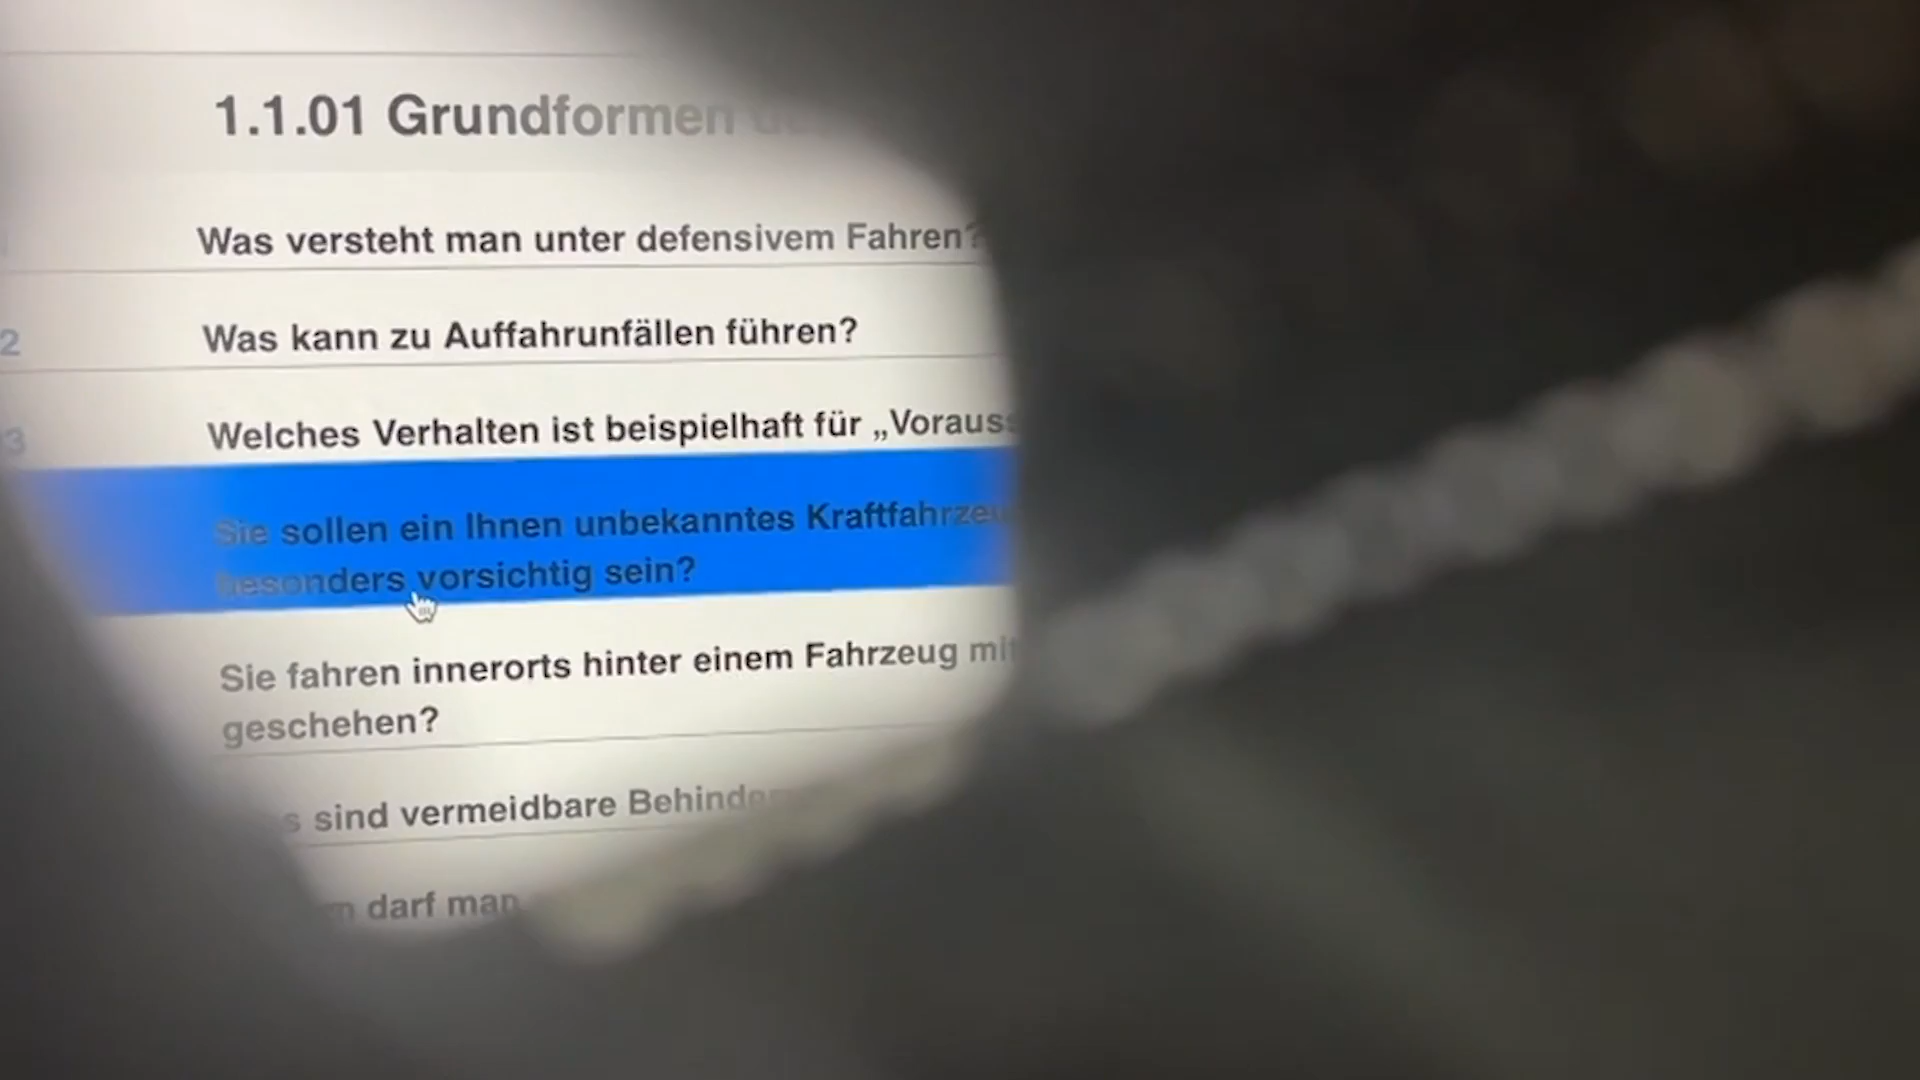 1.1.01 Grundformen
Was versteht man unter defensivem Fahren?
2
Was kann zu Auffahrunfällen führen?
3
Welches Verhalten ist beispielhaft für „Voraus
Sie sollen ein Ihnen unbekanntes Kraftfahrzeu
besonders vorsichtig sein?
Sie fahren innerorts hinter einem Fahrzeug mit
geschehen?
sind vermeidbare
darf man